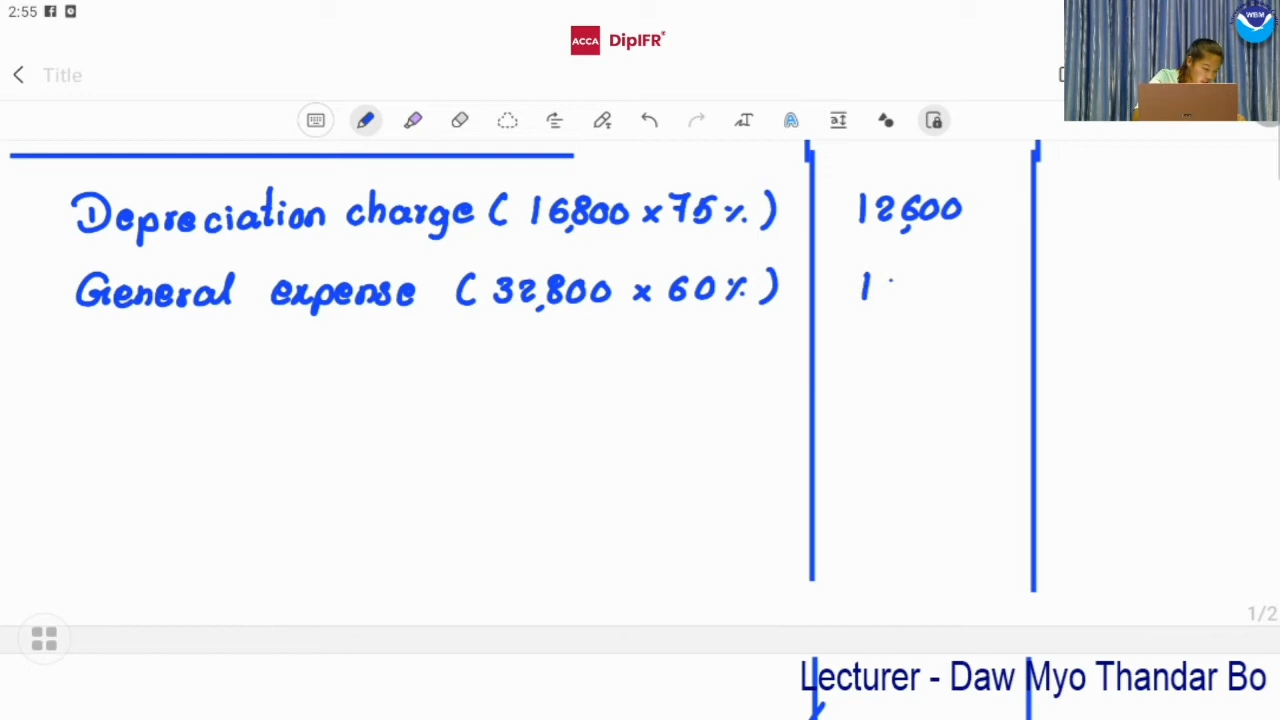 2:55
ACCA DipIFR
WBM
Title
Depreciation charge ( 16,800 x 75 % ) 12,600
General expense ( 32,800 x 60 % ) 1
1/2
Lecturer - Daw Myo Thandar Bo